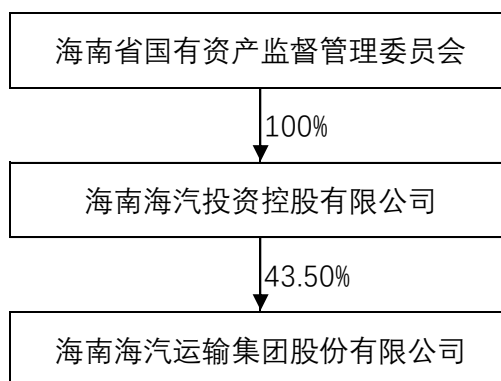 海南省国有资产监督管理委员会
100%
海南海汽投资控股有限公司
43.50%
海南海汽运输集团股份有限公司